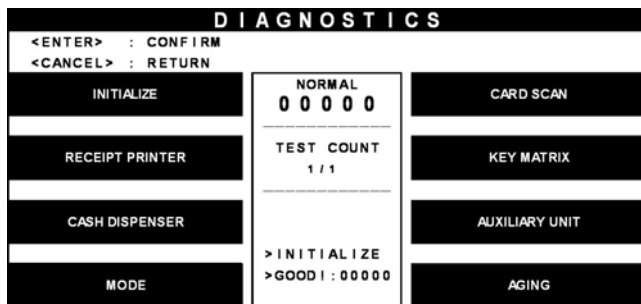 DIAGNOSTICS
<ENTER> : CONFIRM
<CANCEL> : RETURN
INITIALIZE
RECEIPT PRINTER
CASH DISPENSER
MODE
NORMAL
00000
TEST COUNT
1/1
>INITIALIZE
>GOOD!:00000
CARD SCAN
KEY MATRIX
AUXILIARY UNIT
AGING